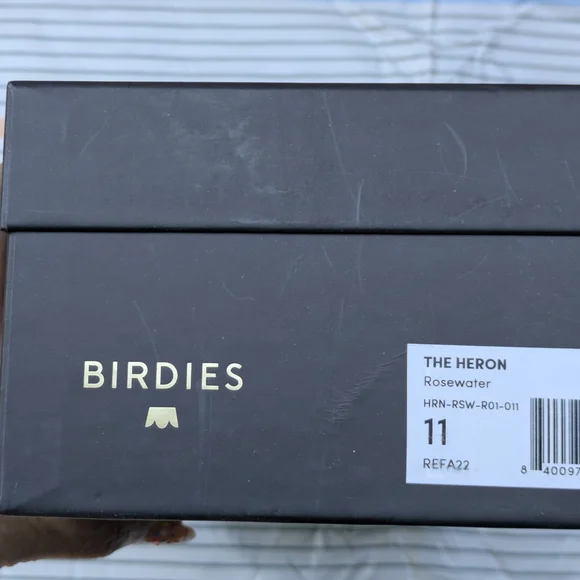 BIRDIES
THE HERON
Rosewater
HRN-RSW-R01-011
11
REFA22
8 40097